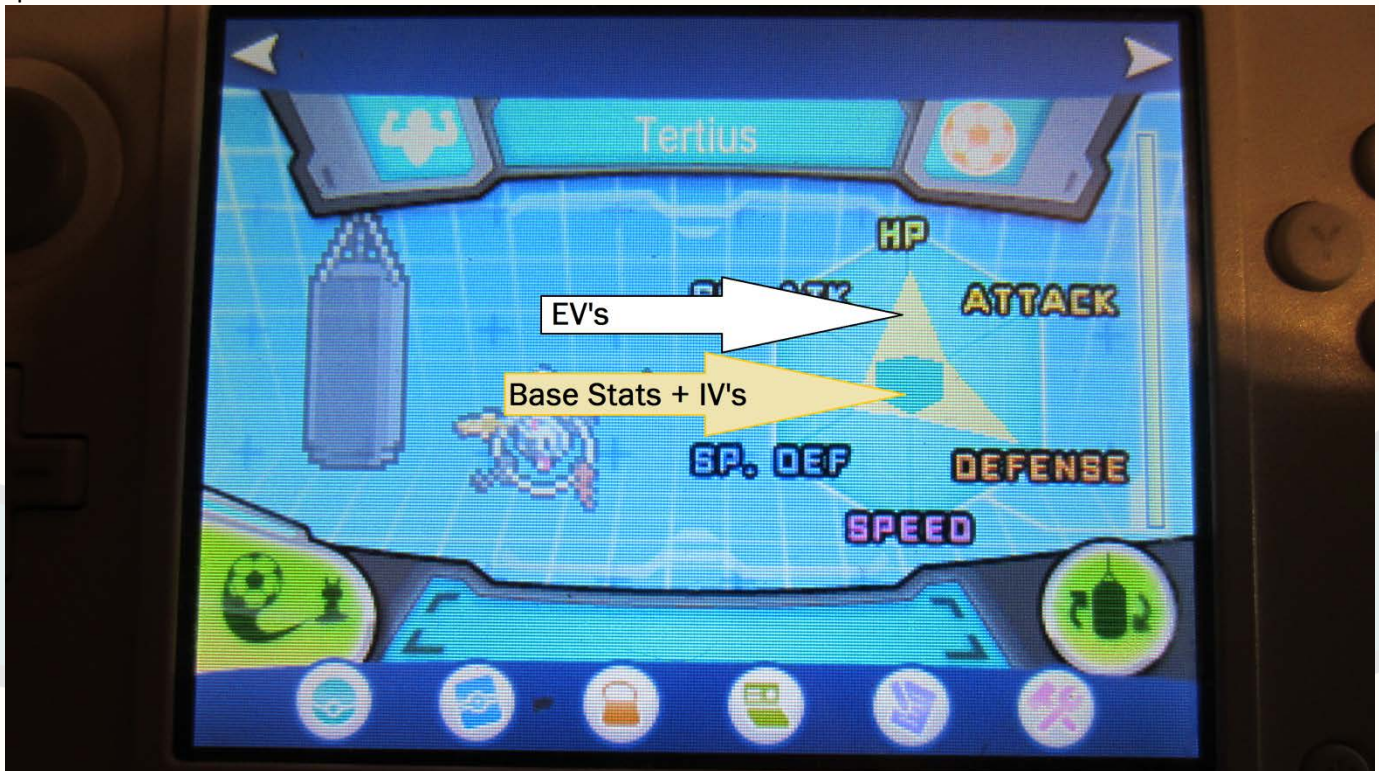 Tertius
HP
ATTACK
EV's
Base Stats + IV's
SP. DEF
DEFENSE
SPEED
Y